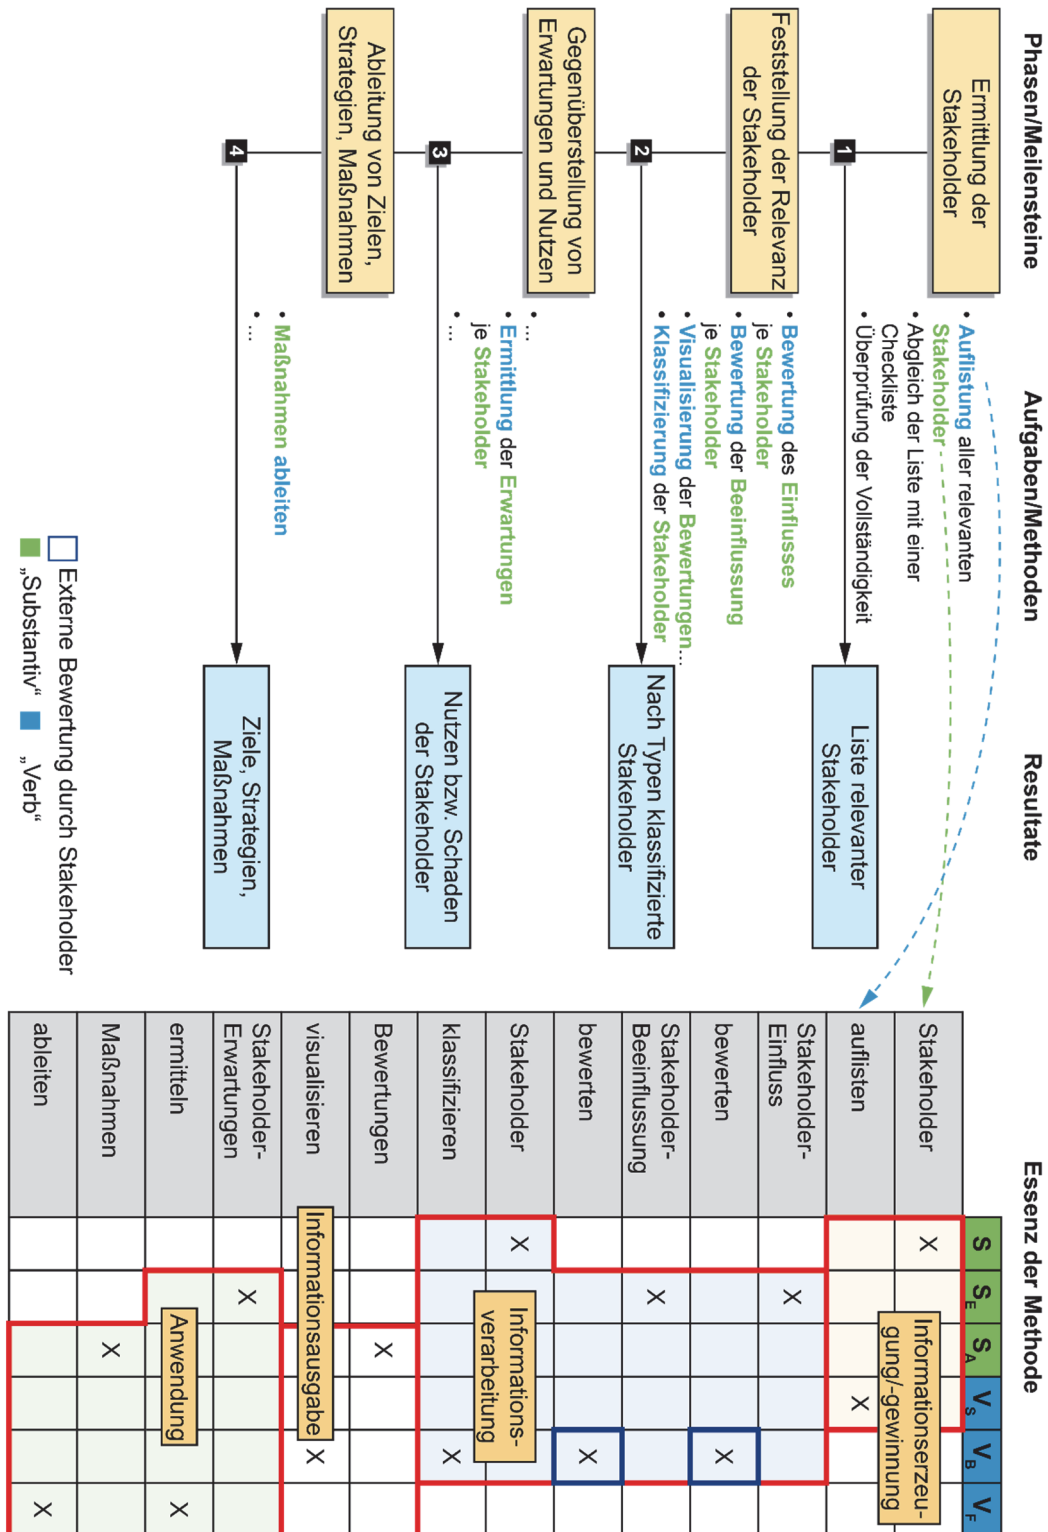 Phasen/Meilensteine
Aufgaben/Methoden
Resultate
Essenz der Methode
Ermittlung der
Stakeholder
1
Feststellung der Relevanz
der Stakeholder
2
Gegenüberstellung von
Erwartungen und Nutzen
3
Ableitung von Zielen,
Strategien, Maßnahmen
4
• Auflistung aller relevanten
Stakeholder
• Abgleich der Liste mit einer
Checkliste
• Überprüfung der Vollständigkeit
• Bewertung des Einflusses
je Stakeholder
• Bewertung der Beeinflussung
je Stakeholder
• Visualisierung der Bewertungen
• Klassifizierung der Stakeholder
...
• ...
• Ermittlung der Erwartungen
je Stakeholder
• ...
• Maßnahmen ableiten
• ...
Liste relevanter
Stakeholder
Nach Typen klassifizierte
Stakeholder
Nutzen bzw. Schaden
der Stakeholder
Ziele, Strategien,
Maßnahmen
Externe Bewertung durch Stakeholder
„Substantiv“ „Verb“
S SE SA VS VB VF
Stakeholder X
auflisten X
Informationserzeu-
gung/-gewinnung
Stakeholder-
Einfluss X
bewerten X
Stakeholder-
Beeinflussung X
bewerten X
Stakeholder X
klassifizieren X
Informations-
verarbeitung
Bewertungen X
visualisieren X
Informationsausgabe
Stakeholder-
Erwartungen X
ermitteln X
Anwendung
Maßnahmen X
ableiten X